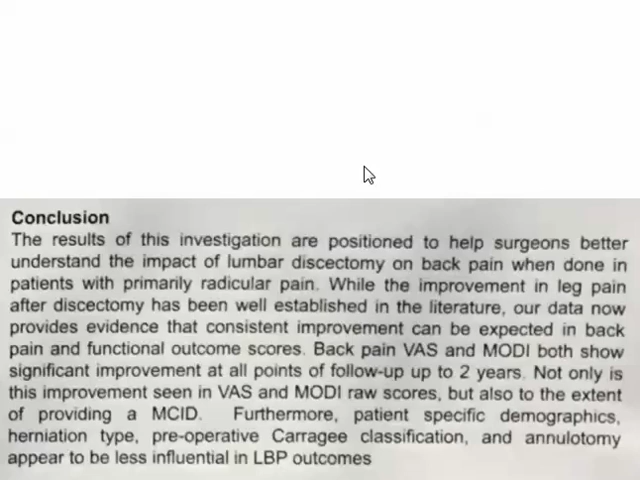 Conclusion
The results of this investigation are positioned to help surgeons better
understand the impact of lumbar discectomy on back pain when done in
patients with primarily radicular pain. While the improvement in leg pain
after discectomy has been well established in the literature, our data now
provides evidence that consistent improvement can be expected in back
pain and functional outcome scores. Back pain VAS and MODI both show
significant improvement at all points of follow-up up to 2 years. Not only is
this improvement seen in VAS and MODI raw scores, but also to the extent
of providing a MCID. Furthermore, patient specific demographics,
herniation type, pre-operative Carragee classification, and annulotomy
appear to be less influential in LBP outcomes